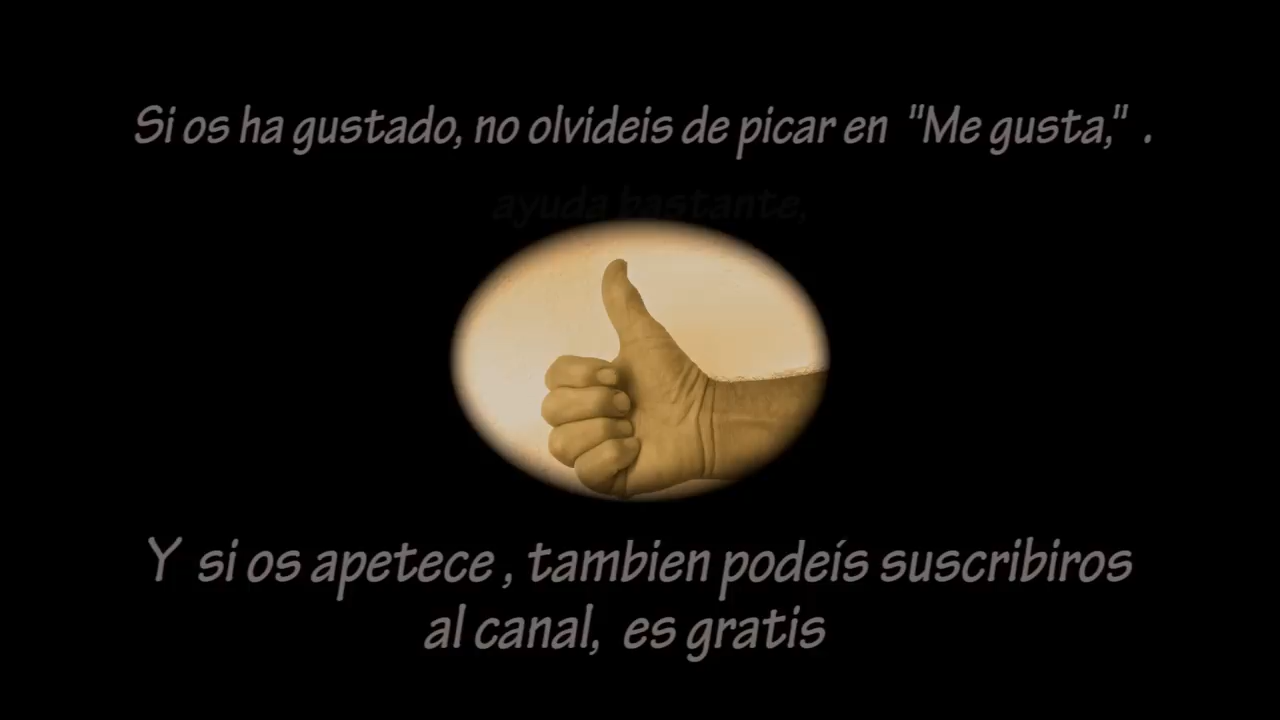 Si os ha gustado, no olvideis de picar en "Me gusta," .
ayuda bastante,
Y si os apetece , tambien podeís suscribiros
al canal, es gratis